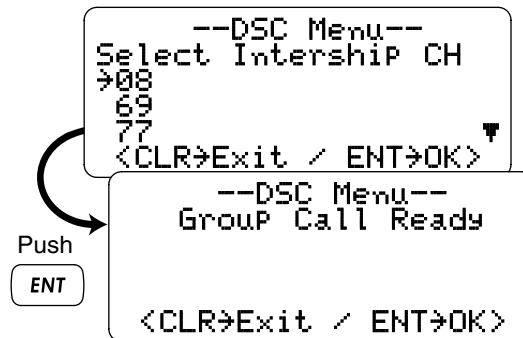 --DSC Menu--
Select Intership CH
→08
69
77 ▼
<CLR→Exit / ENT→OK>
--DSC Menu--
Group Call Ready
<CLR→Exit / ENT→OK>
Push
ENT